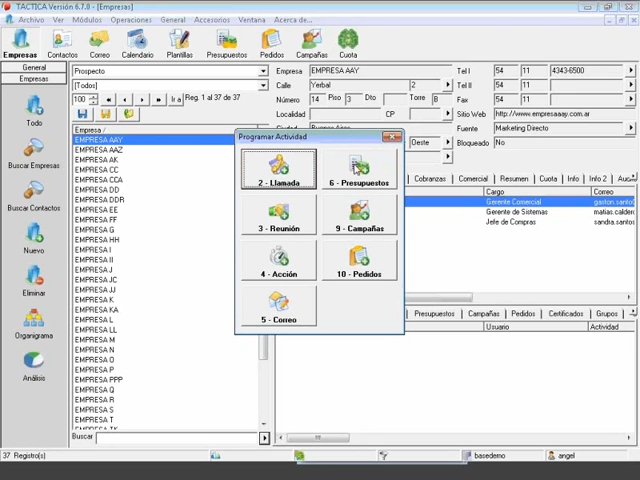 TACTICA Versión 6.7.0 - [Empresas]
Archivo Ver Módulos Operaciones General Accesorios Ventana Acerca de...
Empresas Contactos Correo Calendario Plantillas Presupuestos Pedidos Campañas Cuota
General
Empresas
Todo
Buscar Empresas
Buscar Contactos
Nuevo
Eliminar
Organigrama
Análisis
Prospecto
[Todos]
100 Ir a Reg. 1 al 37 de 37
Empresa /
EMPRESA AAY
EMPRESA AAZ
EMPRESA AK
EMPRESA CC
EMPRESA CCA
EMPRESA DD
EMPRESA DDR
EMPRESA EE
EMPRESA FF
EMPRESA G
EMPRESA HH
EMPRESA I
EMPRESA II
EMPRESA J
EMPRESA JC
EMPRESA JJ
EMPRESA K
EMPRESA KA
EMPRESA L
EMPRESA LL
EMPRESA M
EMPRESA N
EMPRESA O
EMPRESA P
EMPRESA PPP
EMPRESA Q
EMPRESA R
EMPRESA S
EMPRESA T
EMPRESA TK
Buscar
Empresa EMPRESA AAY
Calle Yerbal 2
Número 14 Piso 3 Dto Torre B
Localidad CP
Ciudad Buenos Aires
Oeste
Tel I 54 11 4343-6500
Tel II 54 11
Fax 54 11
Sitio Web http://www.empresaaay.com.ar
Fuente Marketing Directo
Bloqueado No
Cobranzas Comercial Resumen Cuota Info Info 2
Cargo Correo
Gerente Comercial
Gerente de Sistemas
Jefe de Compras
Presupuestos Campañas Pedidos Certificados Grupos
Usuario Actividad
Programar Actividad
2 - Llamada
6 - Presupuestos
3 - Reunión
9 - Campañas
4 - Acción
10 - Pedidos
5 - Correo
37 Registro(s) basedemo angel